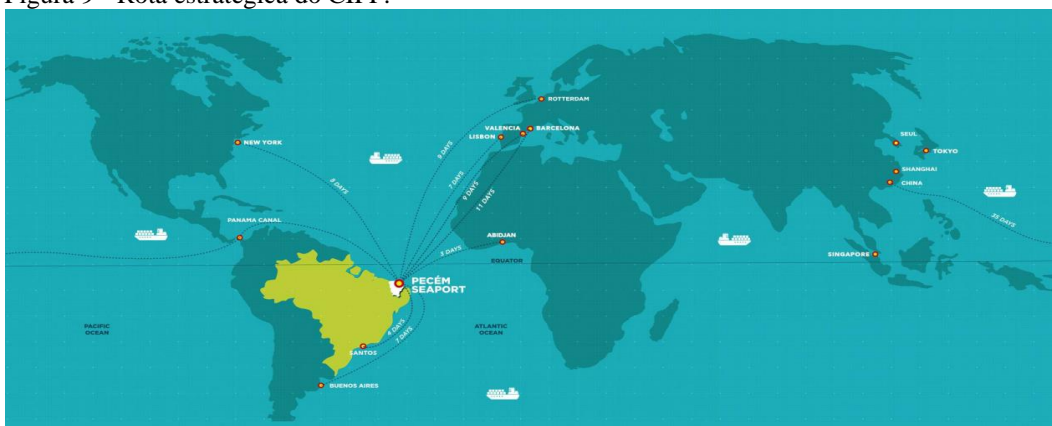 Figura 9 - Rota estratégica do CIPP.
ROTTERDAM
VALENCIA
BARCELONA
LISBON
NEW YORK
SEUL
TOKYO
SHANGHAI
CHINA
9 DAYS
7 DAYS
9 DAYS
11 DAYS
8 DAYS
35 DAYS
PANAMA CANAL
ABIDJAN
5 DAYS
EQUATOR
SINGAPORE
PECÉM
SEAPORT
PACIFIC
OCEAN
ATLANTIC
OCEAN
6 DAYS
7 DAYS
SANTOS
BUENOS AIRES